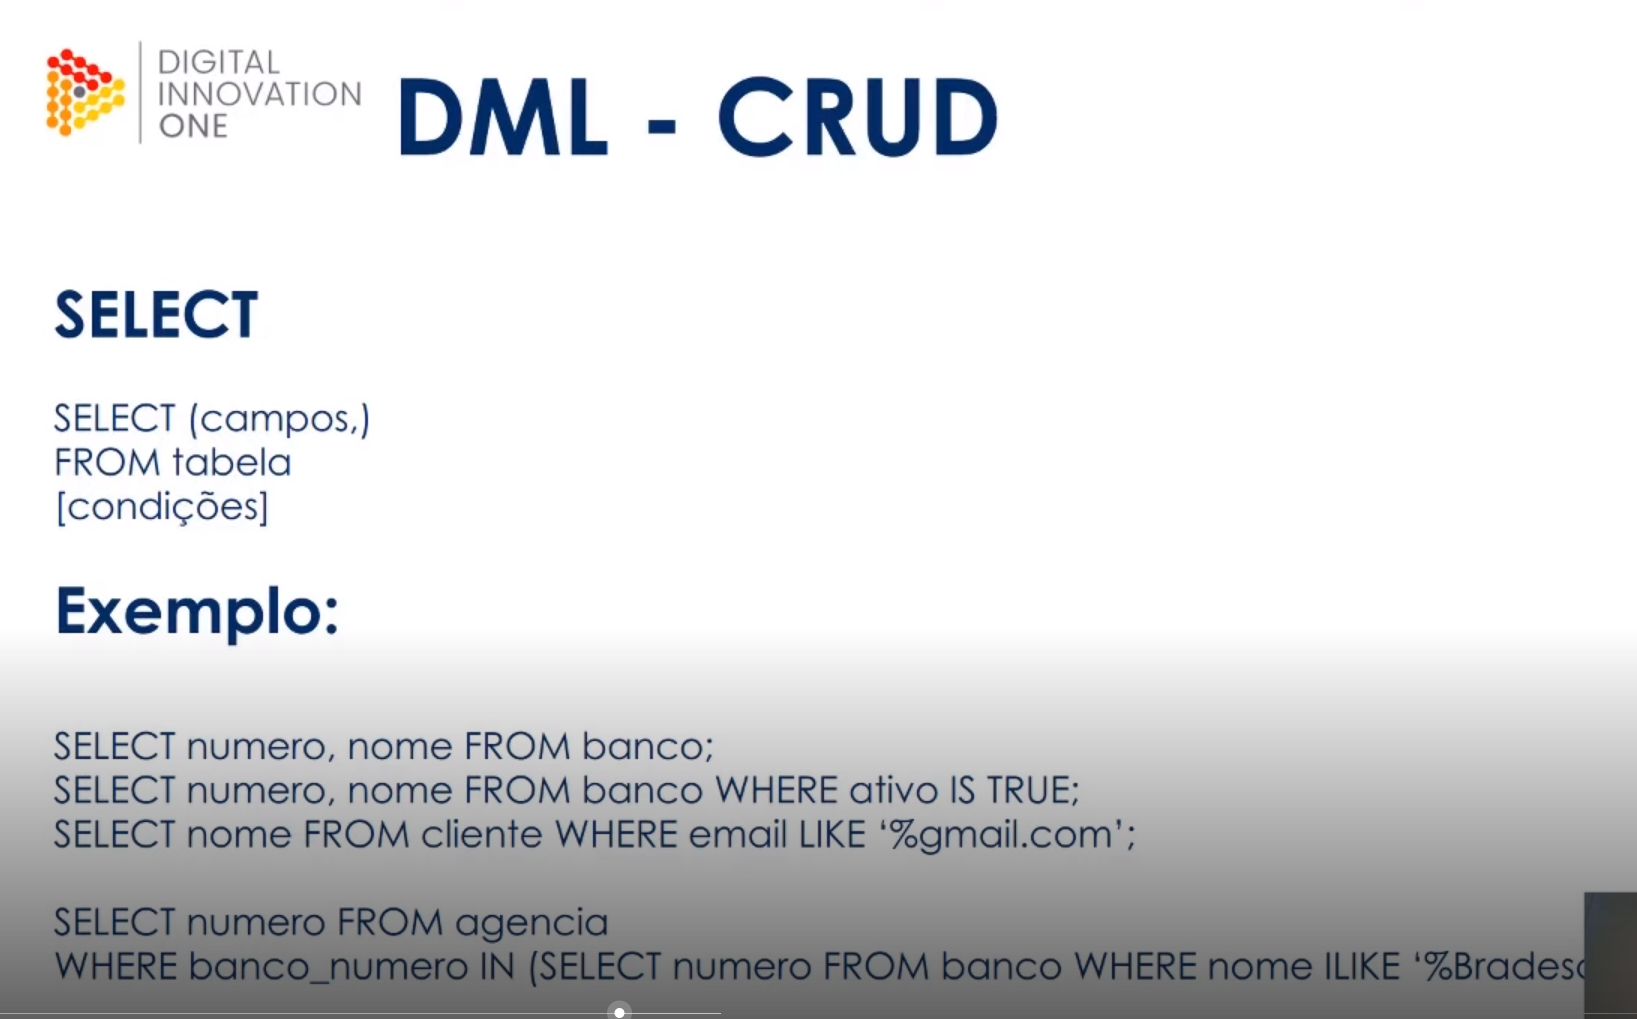 DIGITAL
INNOVATION
ONE
DML - CRUD
SELECT
SELECT (campos,)
FROM tabela
[condições]
Exemplo:
SELECT numero, nome FROM banco;
SELECT numero, nome FROM banco WHERE ativo IS TRUE;
SELECT nome FROM cliente WHERE email LIKE ‘%gmail.com’;
SELECT numero FROM agencia
WHERE banco_numero IN (SELECT numero FROM banco WHERE nome ILIKE